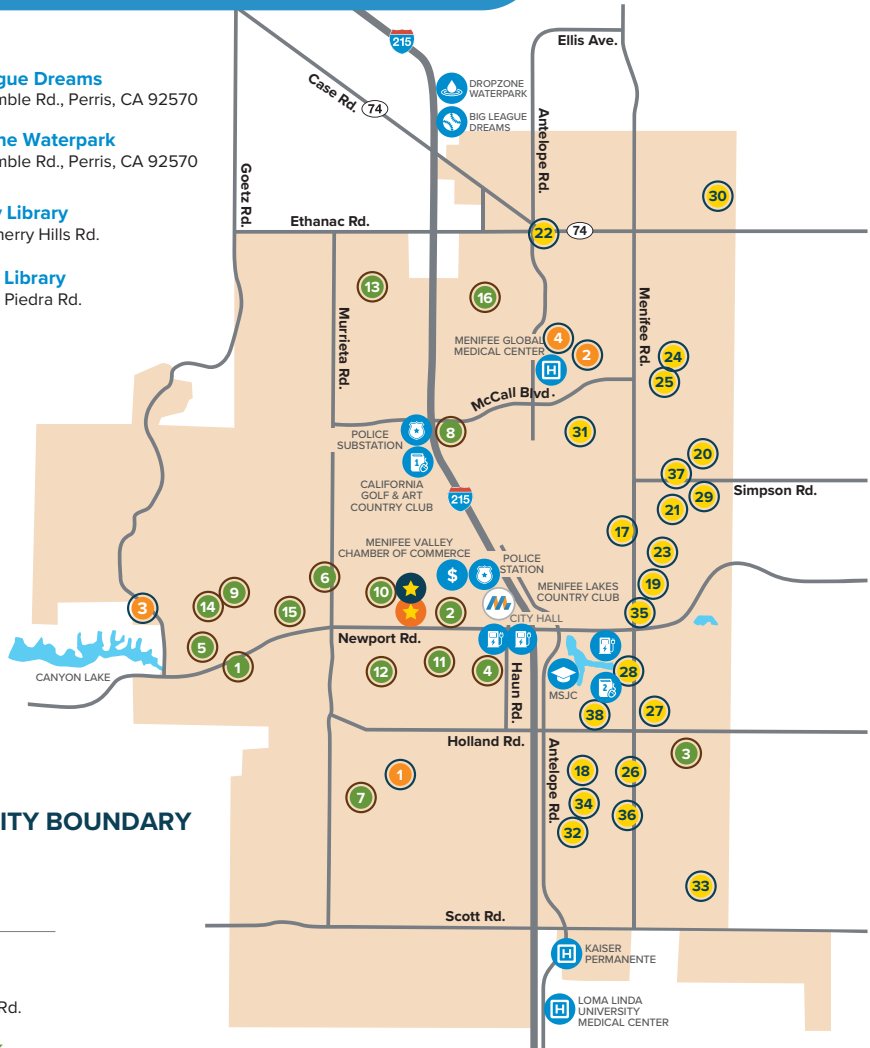 gue Dreams
mble Rd., Perris, CA 92570
ne Waterpark
mble Rd., Perris, CA 92570
y Library
herry Hills Rd.
Library
Piedra Rd.
ITY BOUNDARY
Rd.
215
Ellis Ave.
DROPZONE
WATERPARK
BIG LEAGUE
DREAMS
Case Rd.
74
Antelope Rd.
Goetz Rd.
30
Ethanac Rd.
22
74
13
16
Murrieta Rd.
Menifee Rd.
MENIFEE GLOBAL
MEDICAL CENTER
4
2
H
24
25
McCall Blvd.
POLICE
SUBSTATION
8
31
1
CALIFORNIA
GOLF & ART
COUNTRY CLUB
215
20
37
29
Simpson Rd.
21
17
23
MENIFEE VALLEY
CHAMBER OF COMMERCE
$
POLICE
STATION
MENIFEE LAKES
COUNTRY CLUB
19
6
10
9
14
3
15
2
CITY HALL
35
Newport Rd.
5
1
CANYON LAKE
12
11
4
Haun Rd.
MSJC
28
2
38
27
Holland Rd.
Antelope Rd.
3
1
7
18
26
34
36
32
33
Scott Rd.
H
KAISER
PERMANENTE
H
LOMA LINDA
UNIVERSITY
MEDICAL CENTER